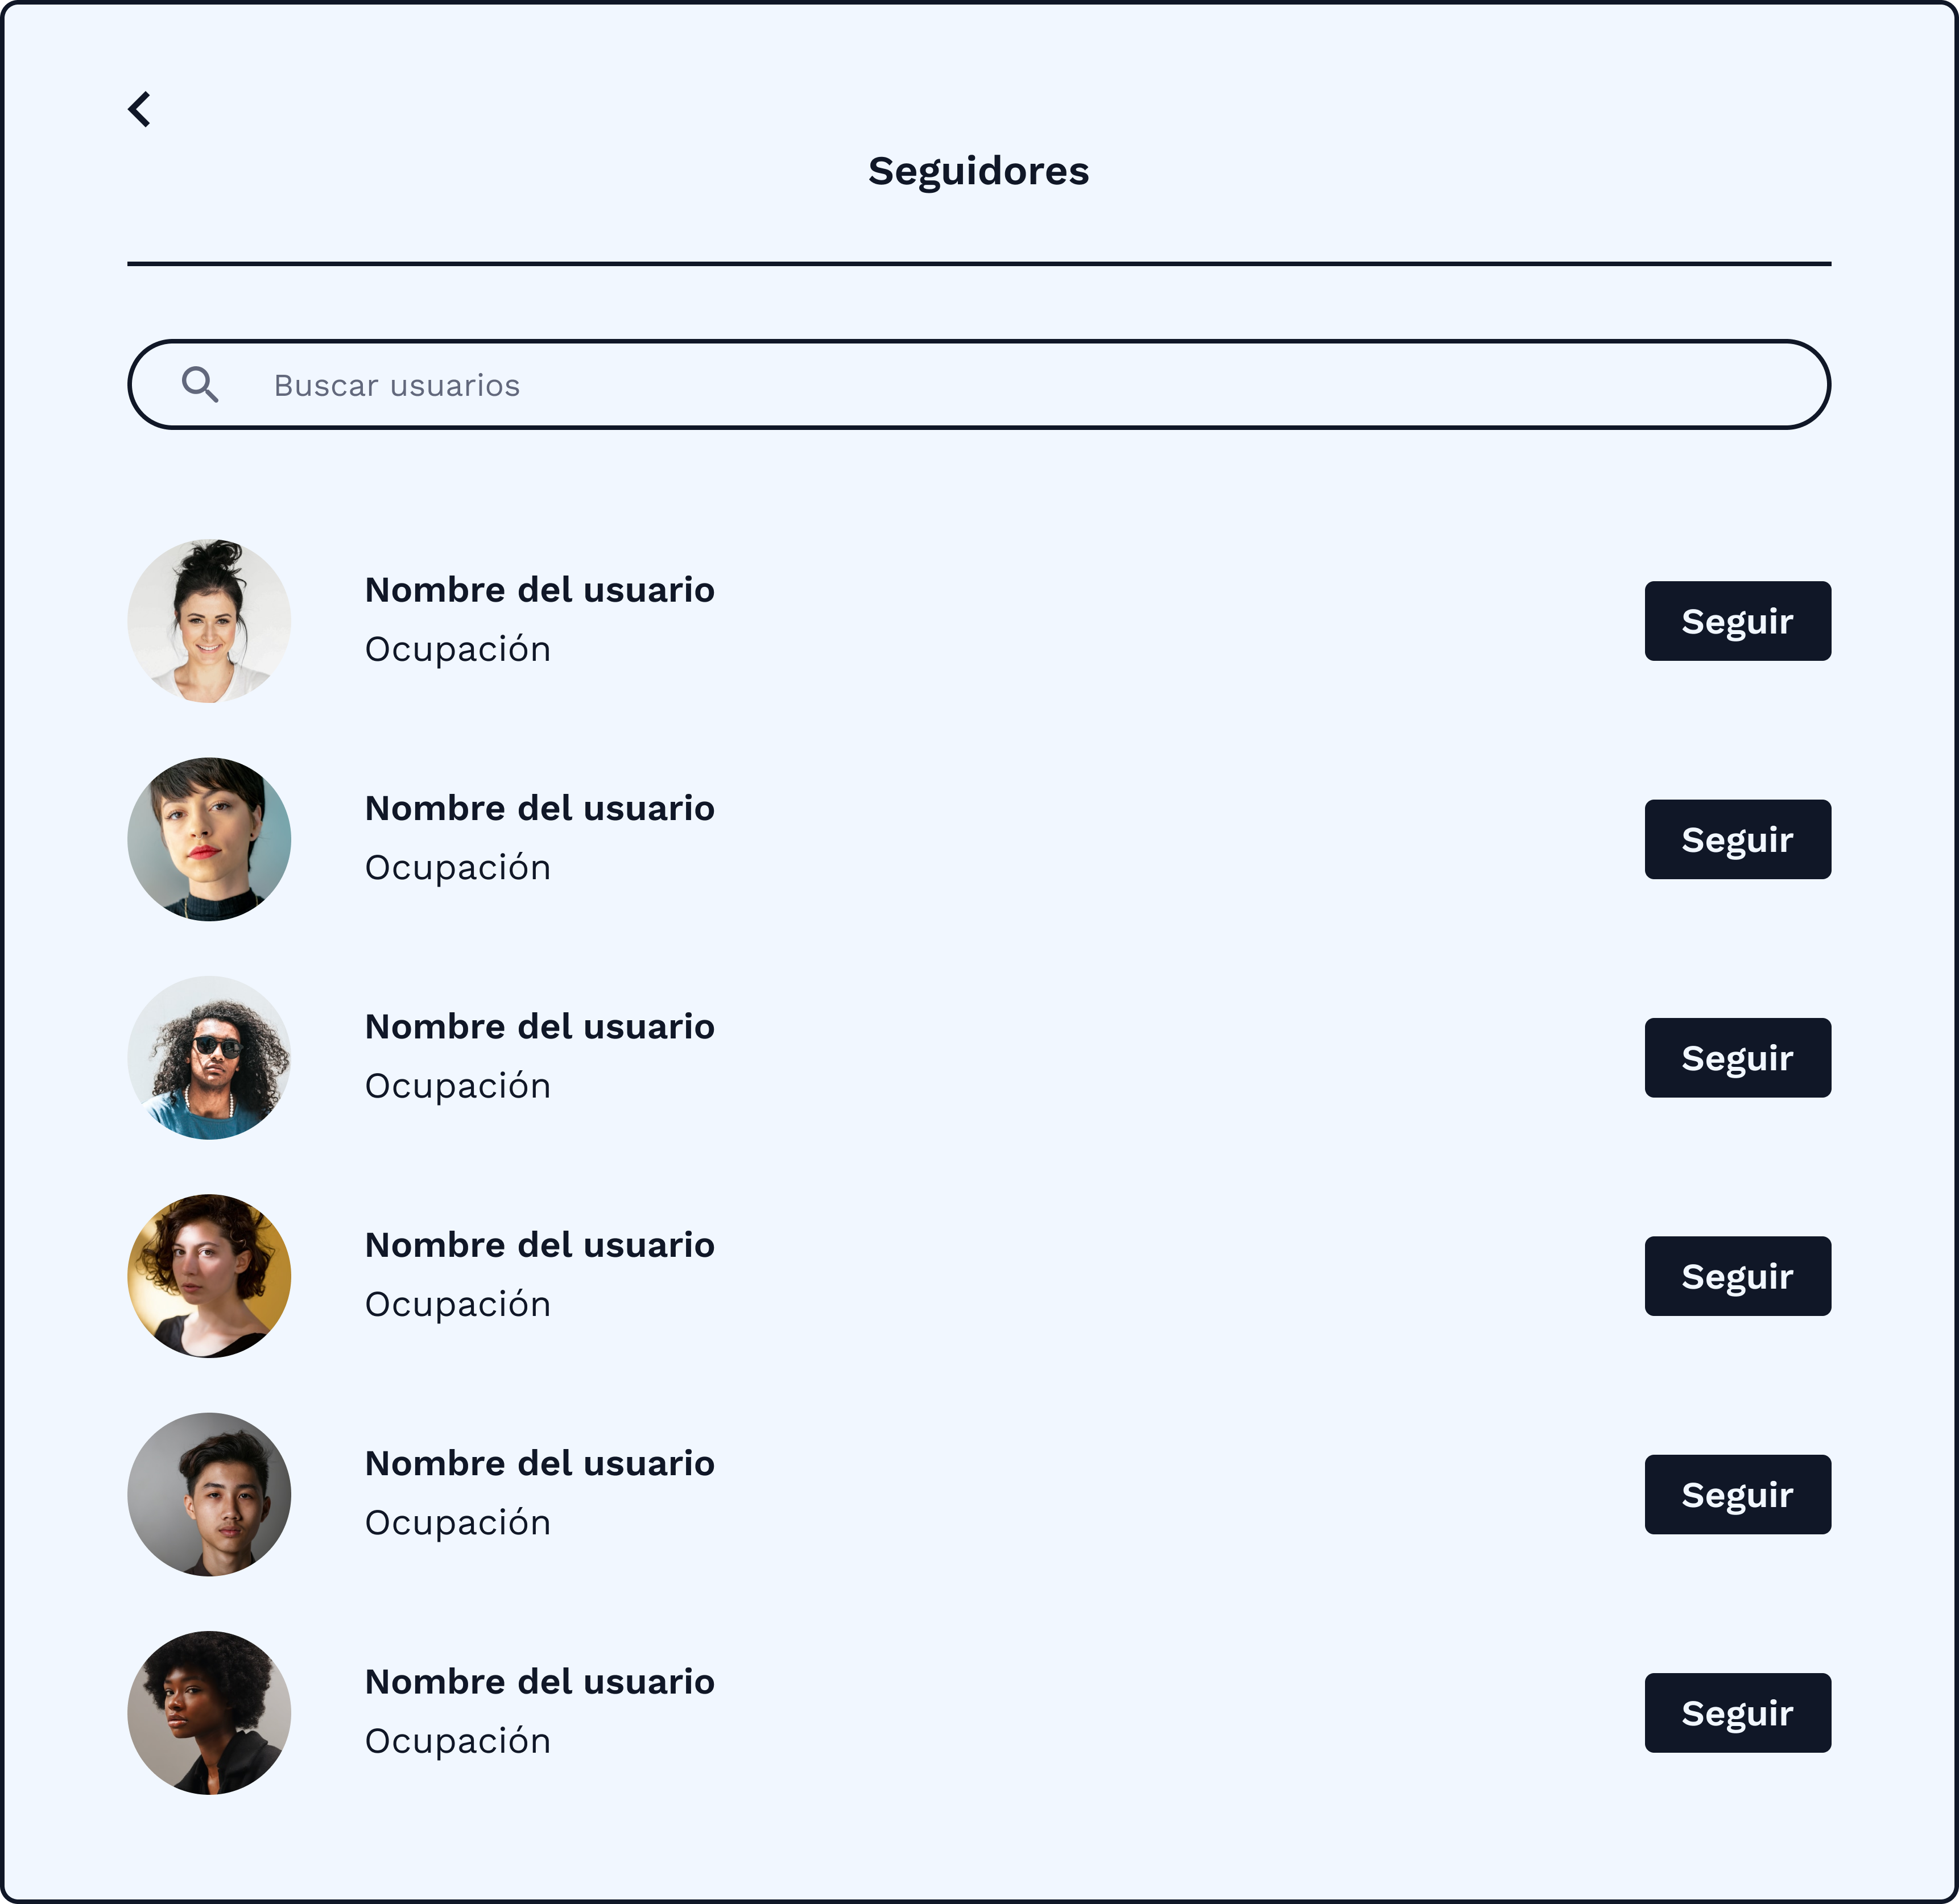 Seguidores
Buscar usuarios
Nombre del usuario
Ocupación
Seguir
Nombre del usuario
Ocupación
Seguir
Nombre del usuario
Ocupación
Seguir
Nombre del usuario
Ocupación
Seguir
Nombre del usuario
Ocupación
Seguir
Nombre del usuario
Ocupación
Seguir